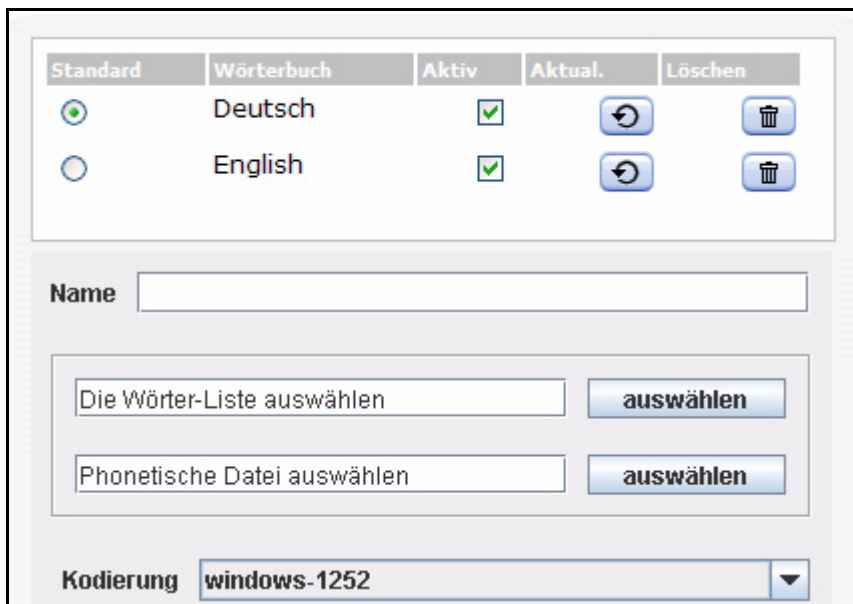 Standard Wörterbuch Aktiv Aktual. Löschen
Deutsch
English
Name
Die Wörter-Liste auswählen auswählen
Phonetische Datei auswählen auswählen
Kodierung windows-1252